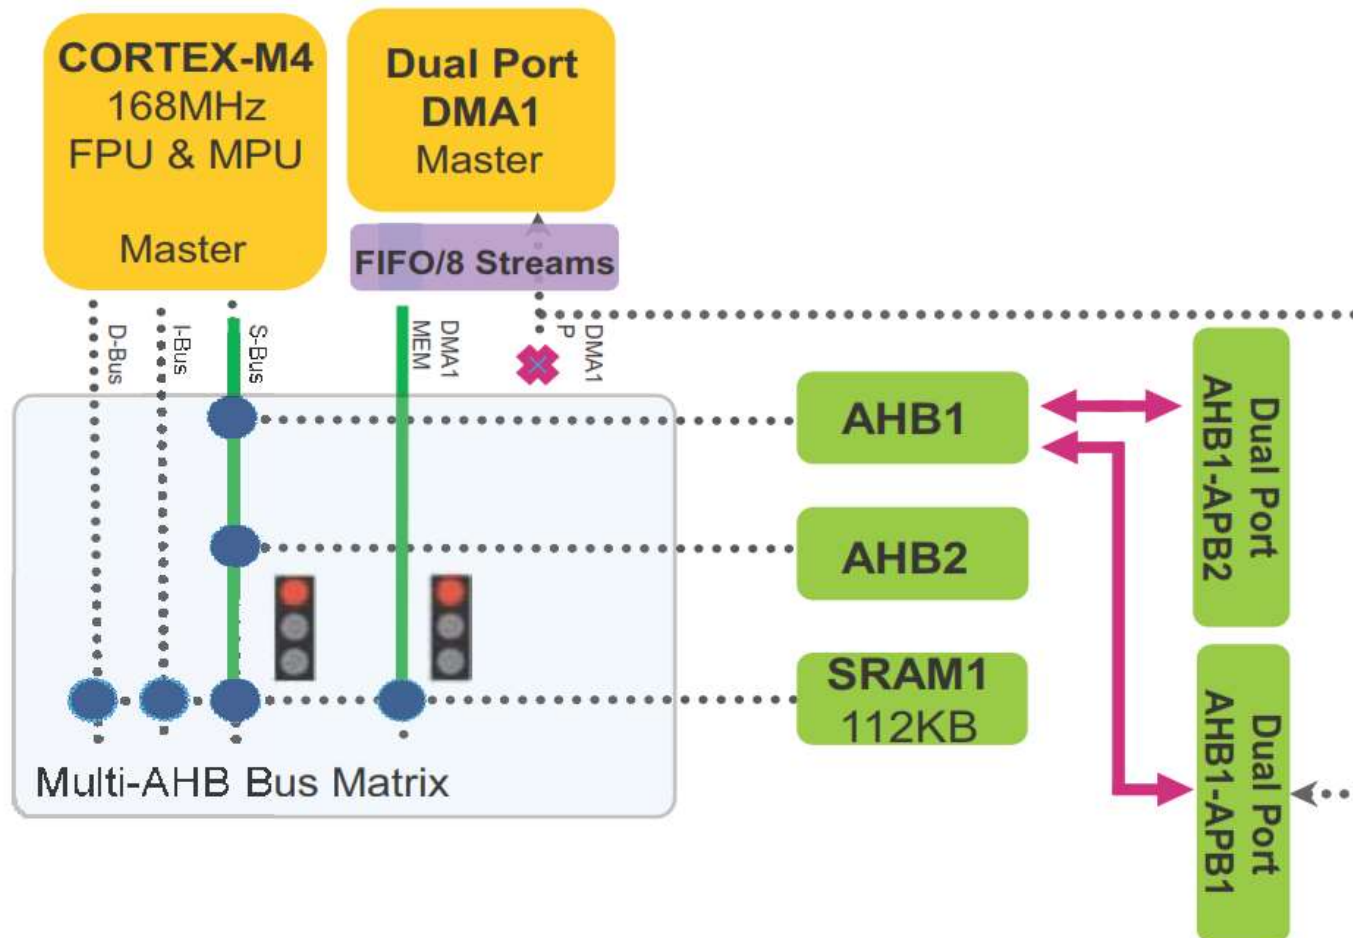 CORTEX-M4
168MHz
FPU & MPU
Master
Dual Port
DMA1
Master
FIFO/8 Streams
D-Bus
I-Bus
S-Bus
DMA1
MEM
DMA1
P
AHB1
AHB2
SRAM1
112KB
Dual Port
AHB1-APB2
Dual Port
AHB1-APB1
Multi-AHB Bus Matrix